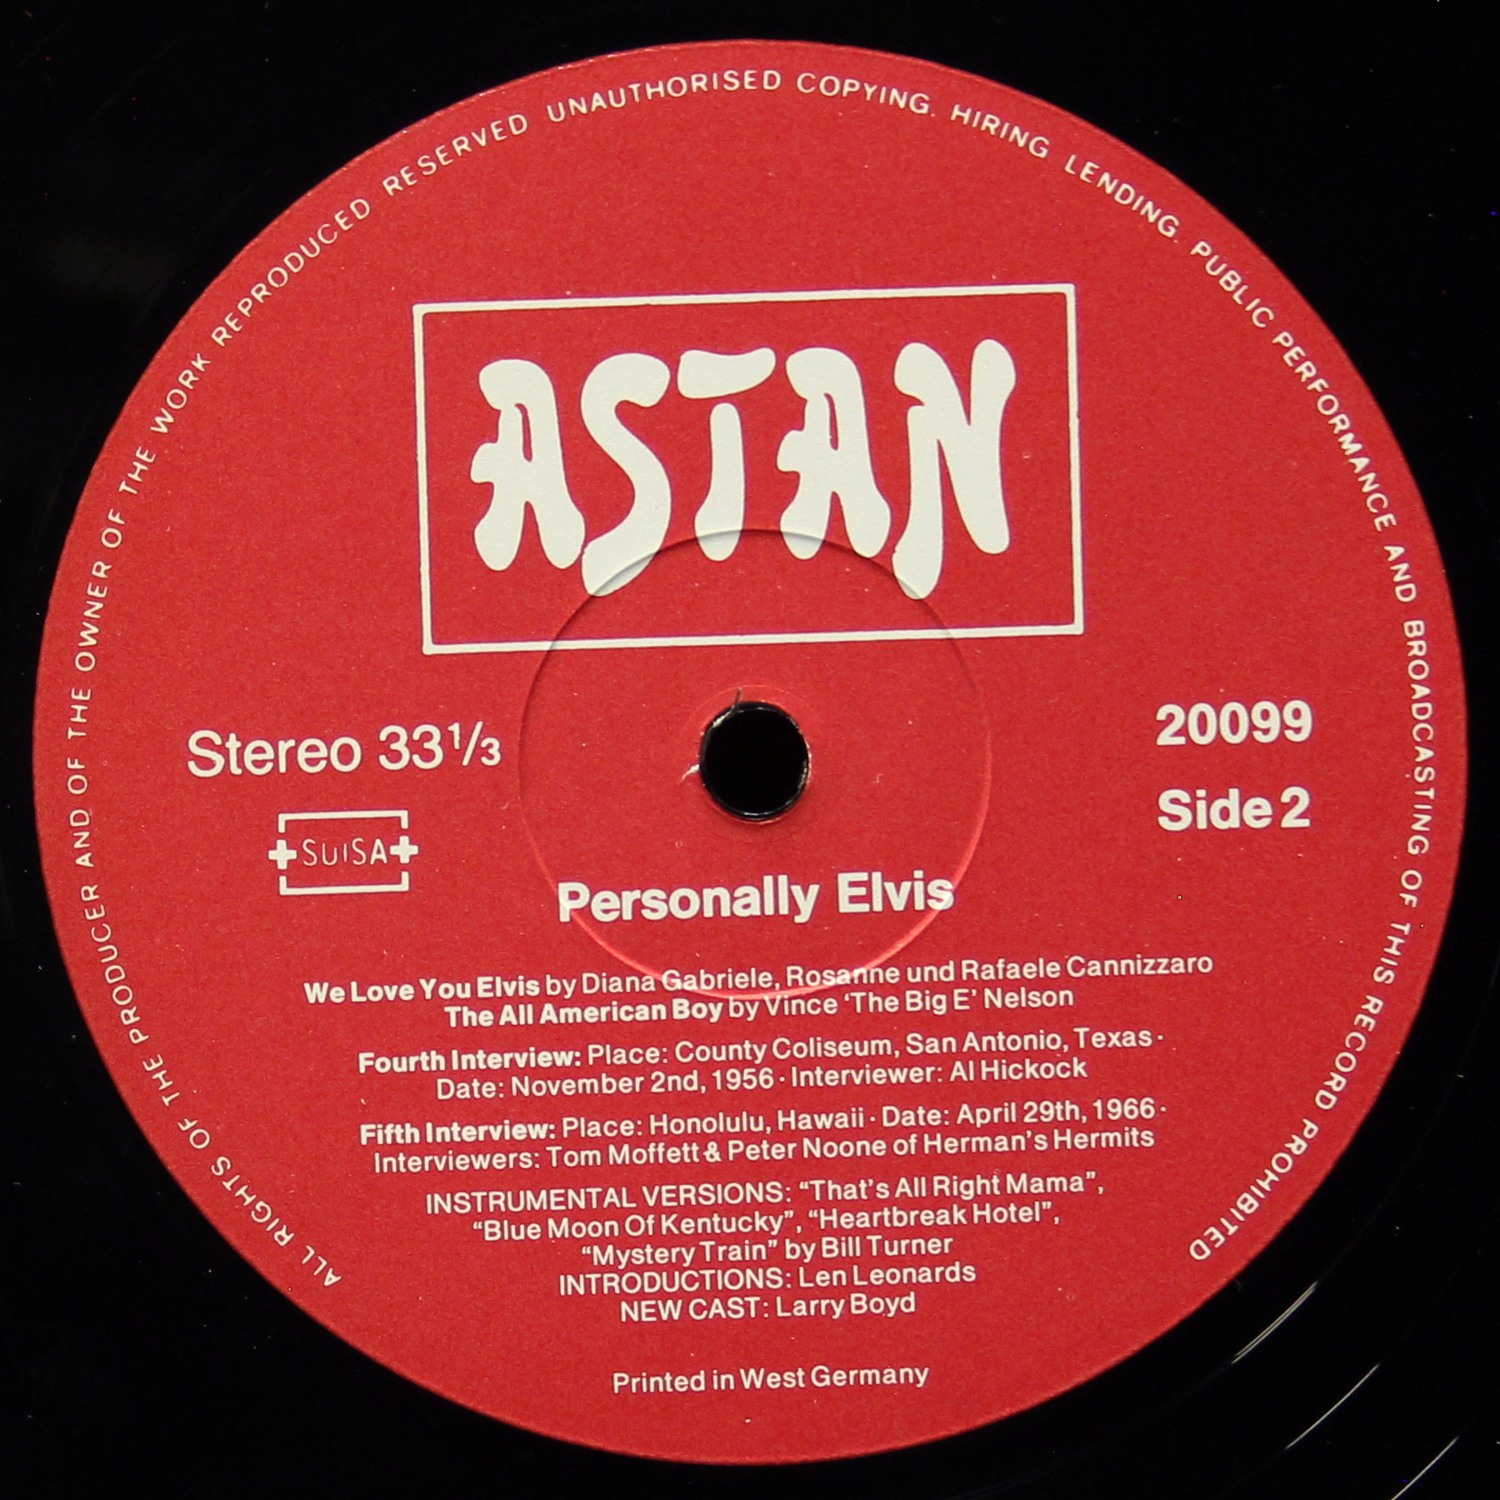 ALL RIGHTS OF THE PRODUCER AND OF THE OWNER OF THE WORK REPRODUCED RESERVED UNAUTHORISED COPYING. HIRING LENDING. PUBLIC PERFORMANCE AND BROADCASTING OF THIS RECORD PROHIBITED
ASTAN
Stereo 33 1/3
SUISA
20099
Side 2
Personally Elvis
We Love You Elvis by Diana Gabriele, Rosanne und Rafaele Cannizzaro
The All American Boy by Vince ‘The Big E’ Nelson
Fourth Interview: Place: County Coliseum, San Antonio, Texas ·
Date: November 2nd, 1956 · Interviewer: Al Hickock
Fifth Interview: Place: Honolulu, Hawaii · Date: April 29th, 1966 ·
Interviewers: Tom Moffett & Peter Noone of Herman’s Hermits
INSTRUMENTAL VERSIONS: “That’s All Right Mama”,
“Blue Moon Of Kentucky”, “Heartbreak Hotel”,
“Mystery Train” by Bill Turner
INTRODUCTIONS: Len Leonards
NEW CAST: Larry Boyd
Printed in West Germany